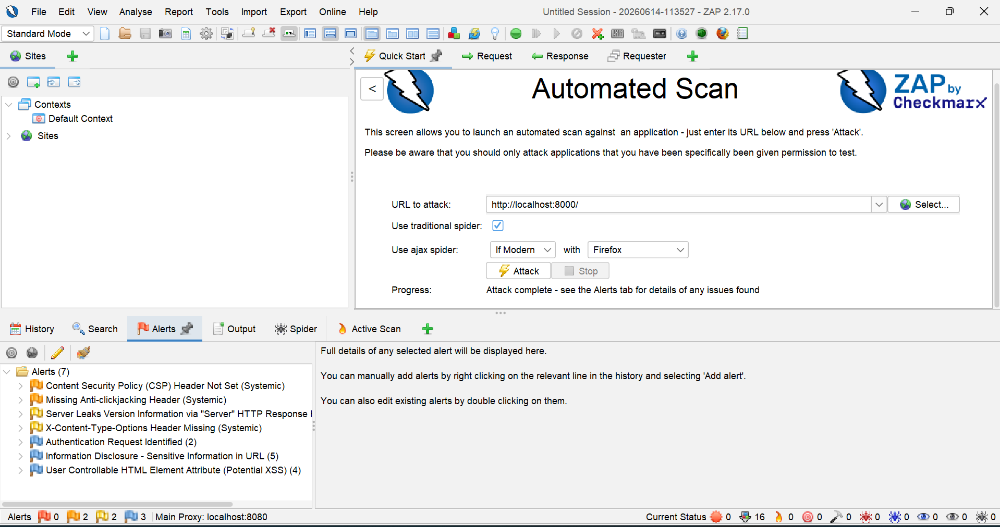 File Edit View Analyse Report Tools Import Export Online Help
Untitled Session - 20260614-113527 - ZAP 2.17.0
Standard Mode
Sites
Quick Start Request Response Requester
Contexts
Default Context
Sites
<
Automated Scan
ZAP by
Checkmarx
This screen allows you to launch an automated scan against  an application - just enter its URL below and press 'Attack'.
Please be aware that you should only attack applications that you have been specifically been given permission to test.
URL to attack: http://localhost:8000/ Select...
Use traditional spider:
Use ajax spider: If Modern with Firefox
Attack Stop
Progress: Attack complete - see the Alerts tab for details of any issues found
History Search Alerts Output Spider Active Scan
Alerts (7)
Content Security Policy (CSP) Header Not Set (Systemic)
Missing Anti-clickjacking Header (Systemic)
Server Leaks Version Information via "Server" HTTP Response
X-Content-Type-Options Header Missing (Systemic)
Authentication Request Identified (2)
Information Disclosure - Sensitive Information in URL (5)
User Controllable HTML Element Attribute (Potential XSS) (4)
Full details of any selected alert will be displayed here.
You can manually add alerts by right clicking on the relevant line in the history and selecting 'Add alert'.
You can also edit existing alerts by double clicking on them.
Alerts 0 2 2 3 Main Proxy: localhost:8080
Current Status 0 16 0 0 0 0 0 0 0 0